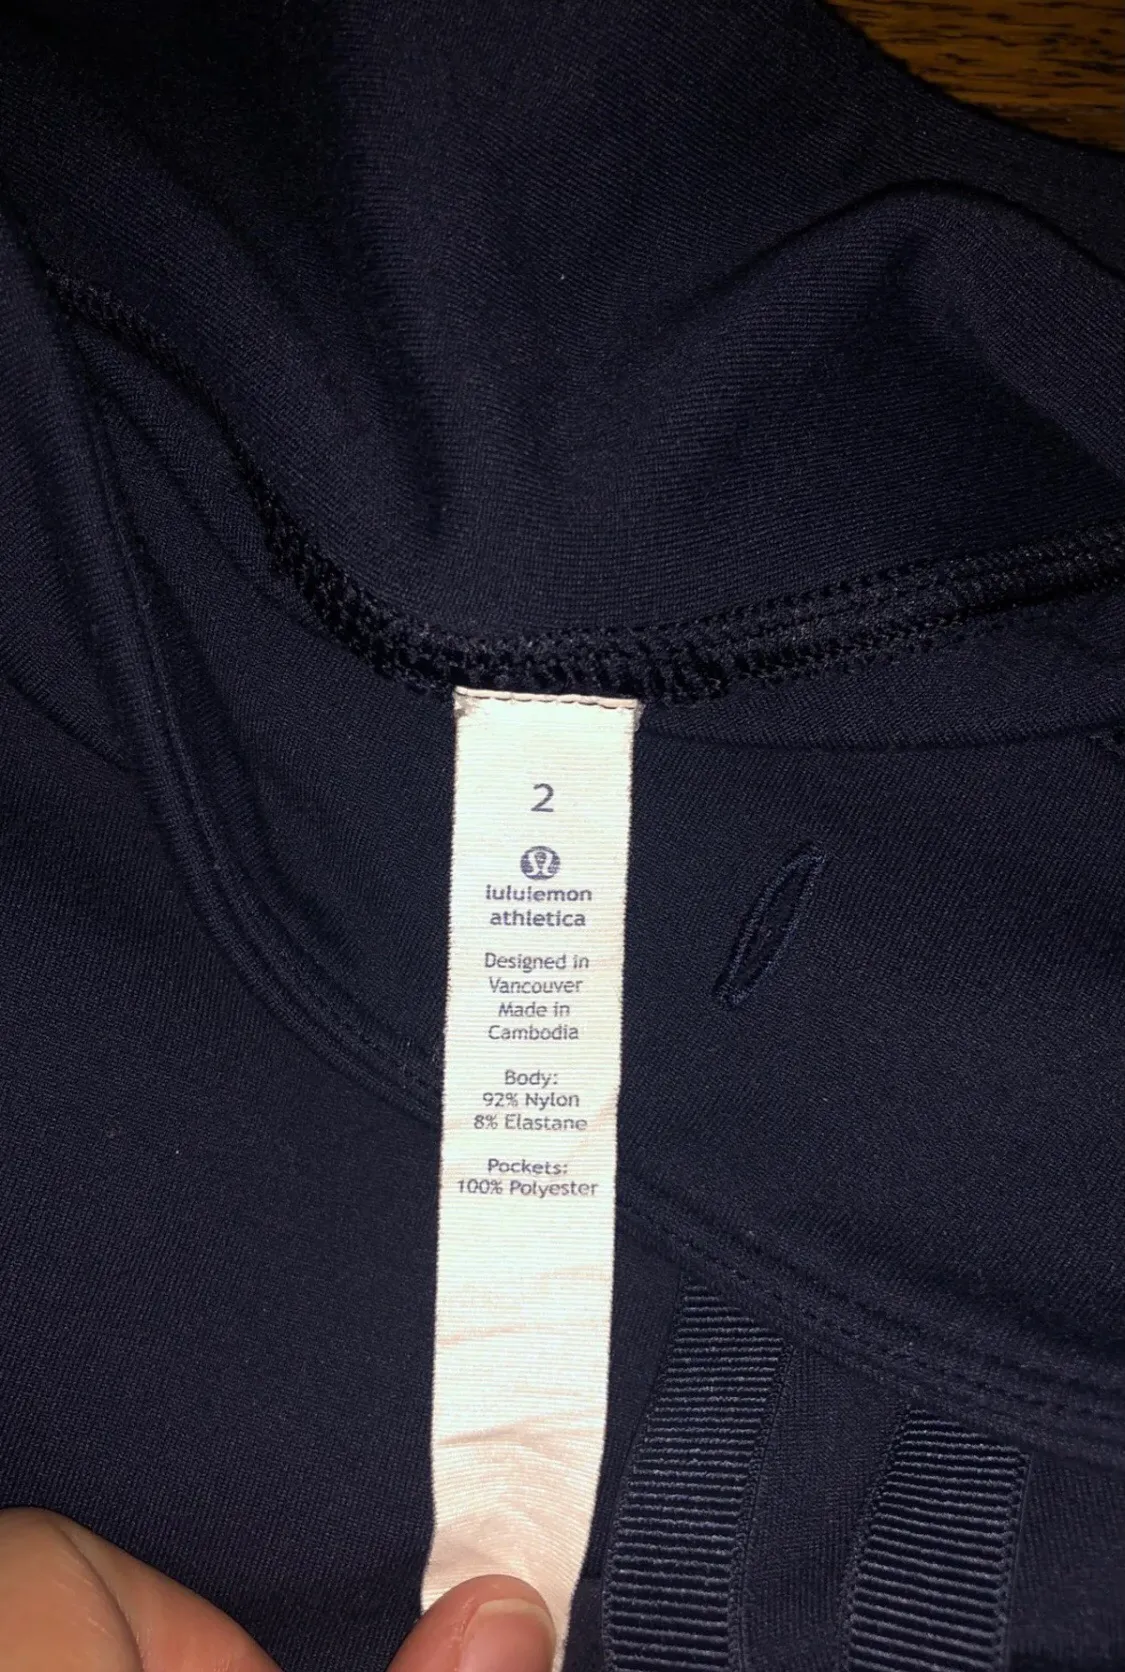 2
lululemon
athletica
Designed in
Vancouver
Made in
Cambodia
Body:
92% Nylon
8% Elastane
Pockets:
100% Polyester